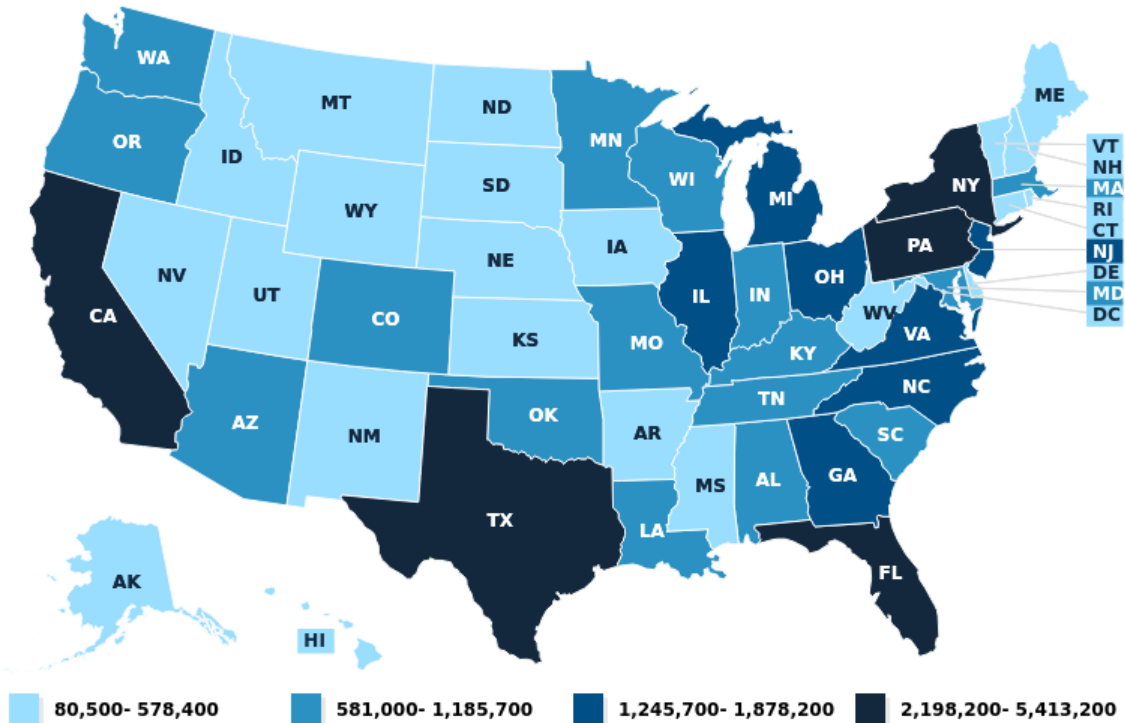 WA
ME
MT
ND
OR
MN
VT
ID
NH
SD
WI
NY
MA
MI
WY
RI
CT
PA
IA
NJ
NE
NV
DE
OH
UT
IL
IN
MD
CA
CO
WV
DC
VA
KS
MO
KY
NC
TN
OK
AZ
AR
SC
NM
GA
AL
MS
TX
LA
FL
AK
HI
80,500- 578,400
581,000- 1,185,700
1,245,700- 1,878,200
2,198,200- 5,413,200